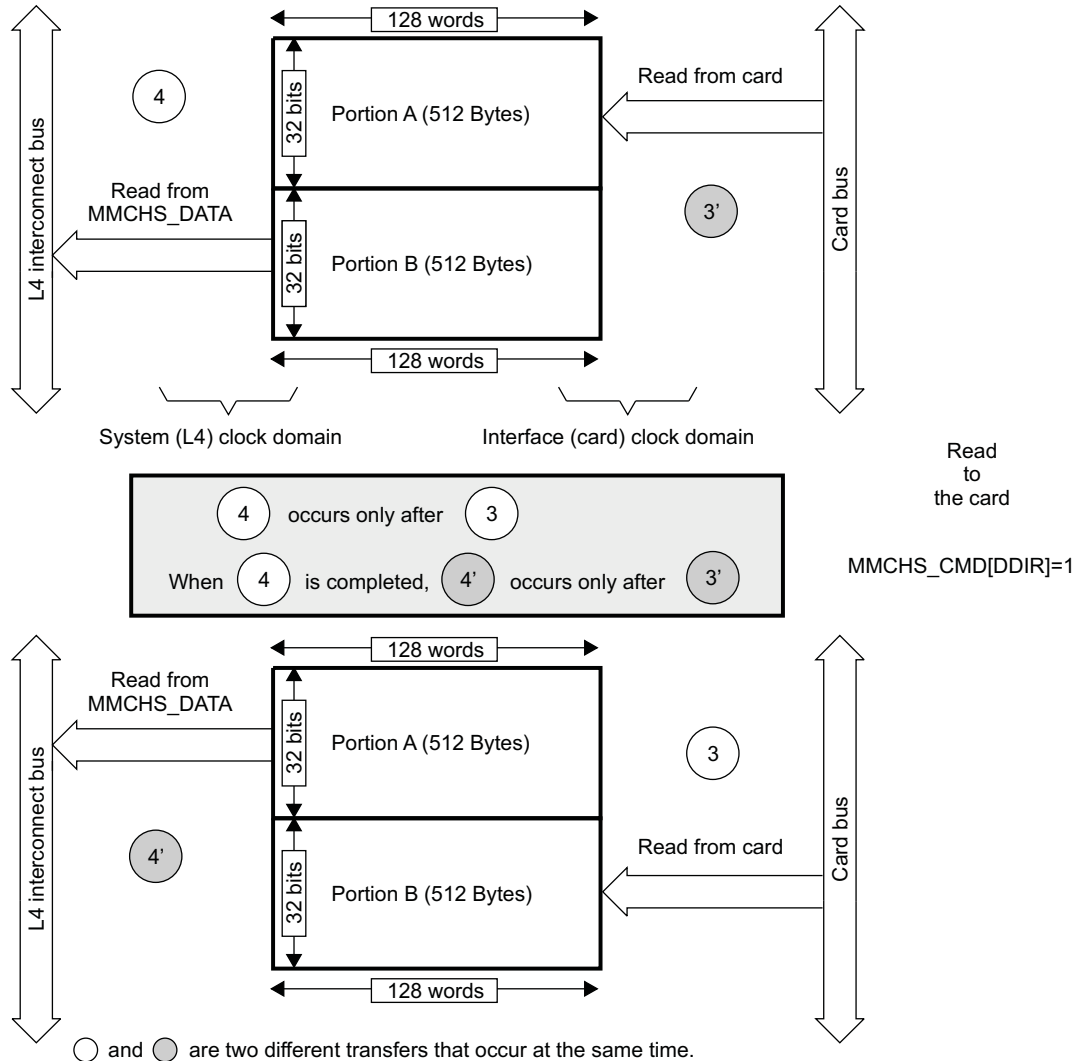 128 words
L4 interconnect bus
4
32 bits
Portion A (512 Bytes)
Read from card
Card bus
Read from
MMCHS_DATA
32 bits
Portion B (512 Bytes)
3’
128 words
System (L4) clock domain
Interface (card) clock domain
Read
to
the card
MMCHS_CMD[DDIR]=1
4 occurs only after 3
When 4 is completed, 4’ occurs only after 3’
128 words
L4 interconnect bus
Read from
MMCHS_DATA
32 bits
Portion A (512 Bytes)
3
Card bus
4’
32 bits
Portion B (512 Bytes)
Read from card
128 words
and are two different transfers that occur at the same time.